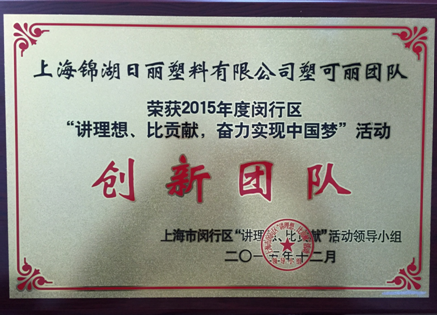 上海锦湖日丽塑料有限公司塑可丽团队
荣获2015年度闵行区
“讲理想、比贡献，奋力实现中国梦”活动
创新团队
上海市闵行区“讲理想、比贡献”活动领导小组
二〇一五年十二月